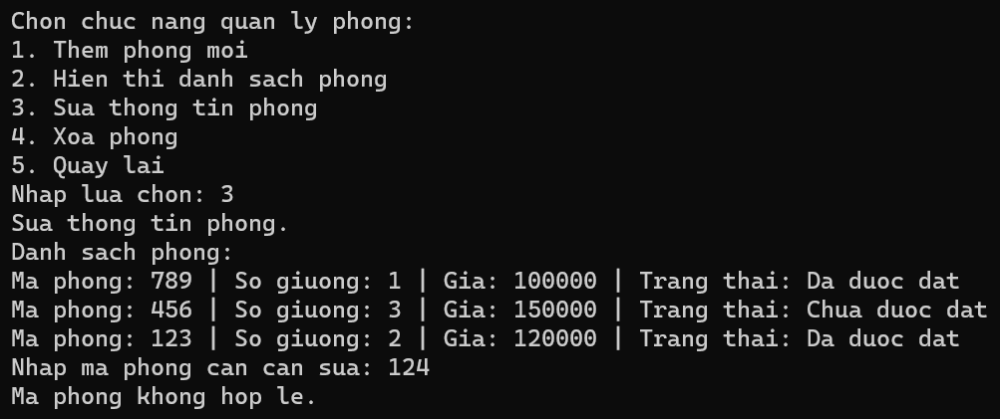 Chon chuc nang quan ly phong:
1. Them phong moi
2. Hien thi danh sach phong
3. Sua thong tin phong
4. Xoa phong
5. Quay lai
Nhap lua chon: 3
Sua thong tin phong.
Danh sach phong:
Ma phong: 789 | So giuong: 1 | Gia: 100000 | Trang thai: Da duoc dat
Ma phong: 456 | So giuong: 3 | Gia: 150000 | Trang thai: Chua duoc dat
Ma phong: 123 | So giuong: 2 | Gia: 120000 | Trang thai: Da duoc dat
Nhap ma phong can can sua: 124
Ma phong khong hop le.